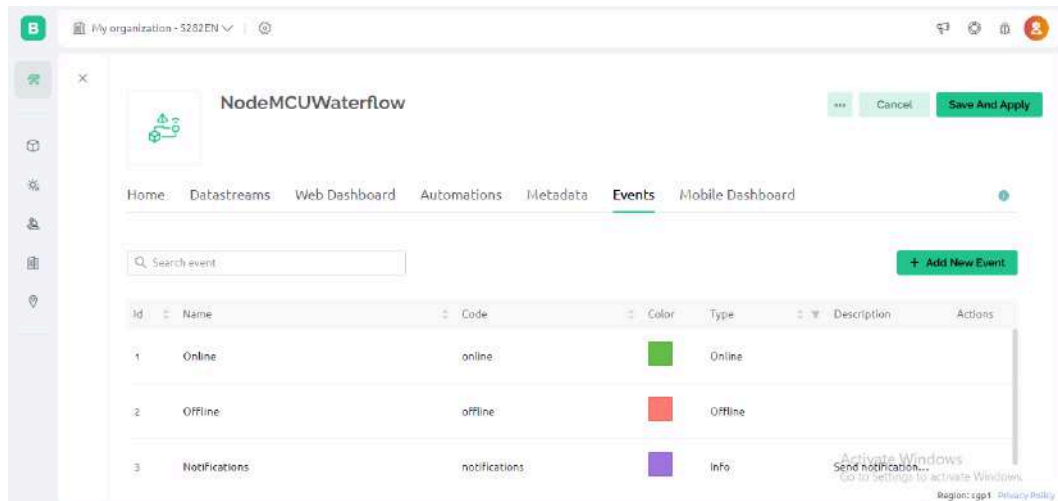 B
My organization - 5282EN
NodeMCUWaterflow
...
Cancel
Save And Apply
Home Datastreams Web Dashboard Automations Metadata Events Mobile Dashboard
Search event
+ Add New Event
Id Name Code Color Type Description Actions
1 Online online Online
2 Offline offline Offline
3 Notifications notifications Info Send notification...
Activate Windows
Go to Settings to activate Windows.
Region: sgp1 Privacy Policy